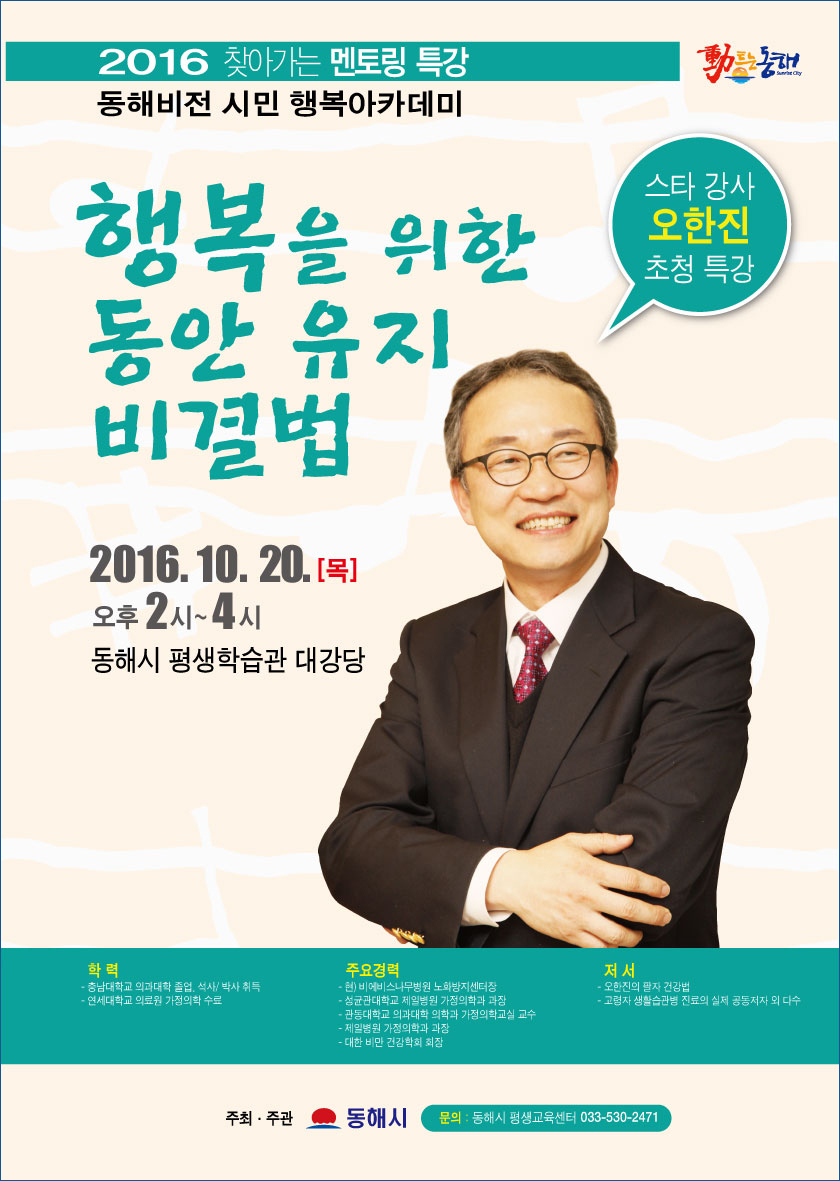 2016 찾아가는 멘토링 특강
動트는동해
Sunrise City
동해비전 시민 행복아카데미
스타 강사
오한진
초청 특강
행복을 위한
동안 유지
비결법
2016. 10. 20. [목]
오후 2시~4시
동해시 평생학습관 대강당
학 력
- 충남대학교 의과대학 졸업, 석사/ 박사 취득
- 연세대학교 의료원 가정의학 수료
주요경력
- 현) 비에비스나무병원 노화방지센터장
- 성균관대학교 제일병원 가정의학과 과장
- 관동대학교 의과대학 의학과 가정의학교실 교수
- 제일병원 가정의학과 과장
- 대한 비만 건강학회 회장
저 서
- 오한진의 팔자 건강법
- 고령자 생활습관병 진료의 실제 공동저자 외 다수
주최 · 주관 동해시 문의 : 동해시 평생교육센터 033-530-2471